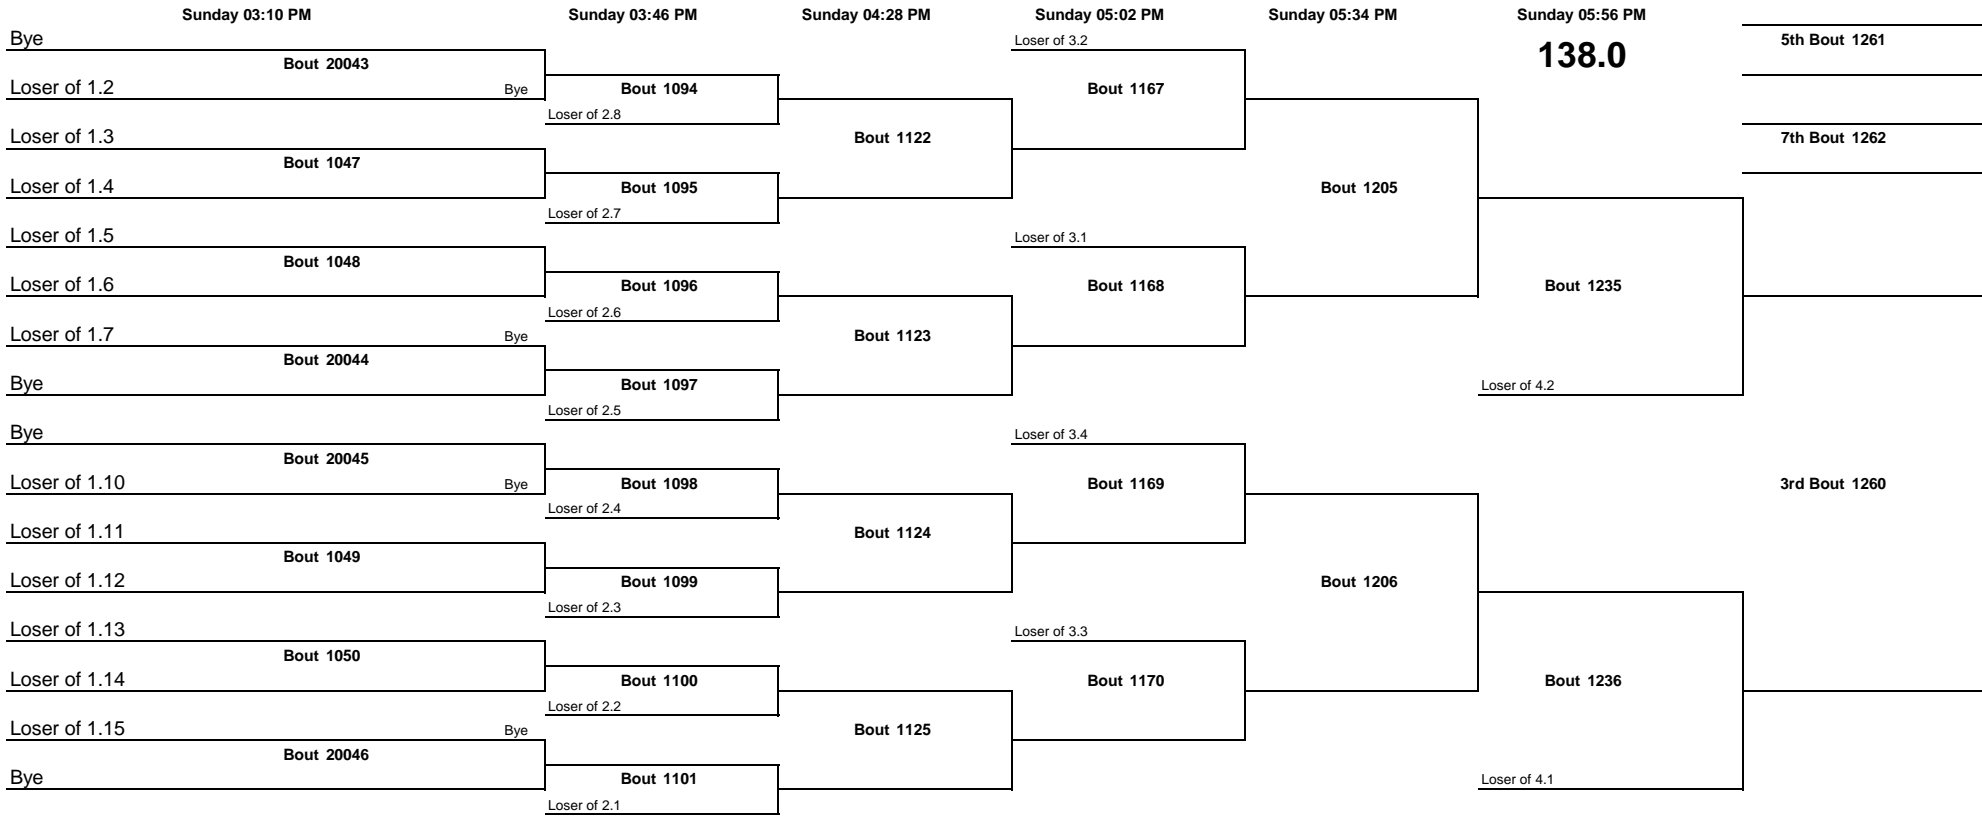 Sunday 03:10 PM
Sunday 03:46 PM
Sunday 04:28 PM
Sunday 05:02 PM
Sunday 05:34 PM
Sunday 05:56 PM
Bye
Bout 20043
Loser of 1.2
Bye
Loser of 1.3
Bout 1047
Loser of 1.4
Loser of 1.5
Bout 1048
Loser of 1.6
Loser of 1.7
Bye
Bout 20044
Bye
Bye
Bout 20045
Loser of 1.10
Bye
Loser of 1.11
Bout 1049
Loser of 1.12
Loser of 1.13
Bout 1050
Loser of 1.14
Loser of 1.15
Bye
Bout 20046
Bye
Bout 1094
Loser of 2.8
Bout 1095
Loser of 2.7
Bout 1096
Loser of 2.6
Bout 1097
Loser of 2.5
Bout 1098
Loser of 2.4
Bout 1099
Loser of 2.3
Bout 1100
Loser of 2.2
Bout 1101
Loser of 2.1
Bout 1122
Bout 1123
Bout 1124
Bout 1125
Loser of 3.2
Bout 1167
Loser of 3.1
Bout 1168
Loser of 3.4
Bout 1169
Loser of 3.3
Bout 1170
Bout 1205
Bout 1206
138.0
Bout 1235
Loser of 4.2
Bout 1236
Loser of 4.1
5th Bout 1261
7th Bout 1262
3rd Bout 1260